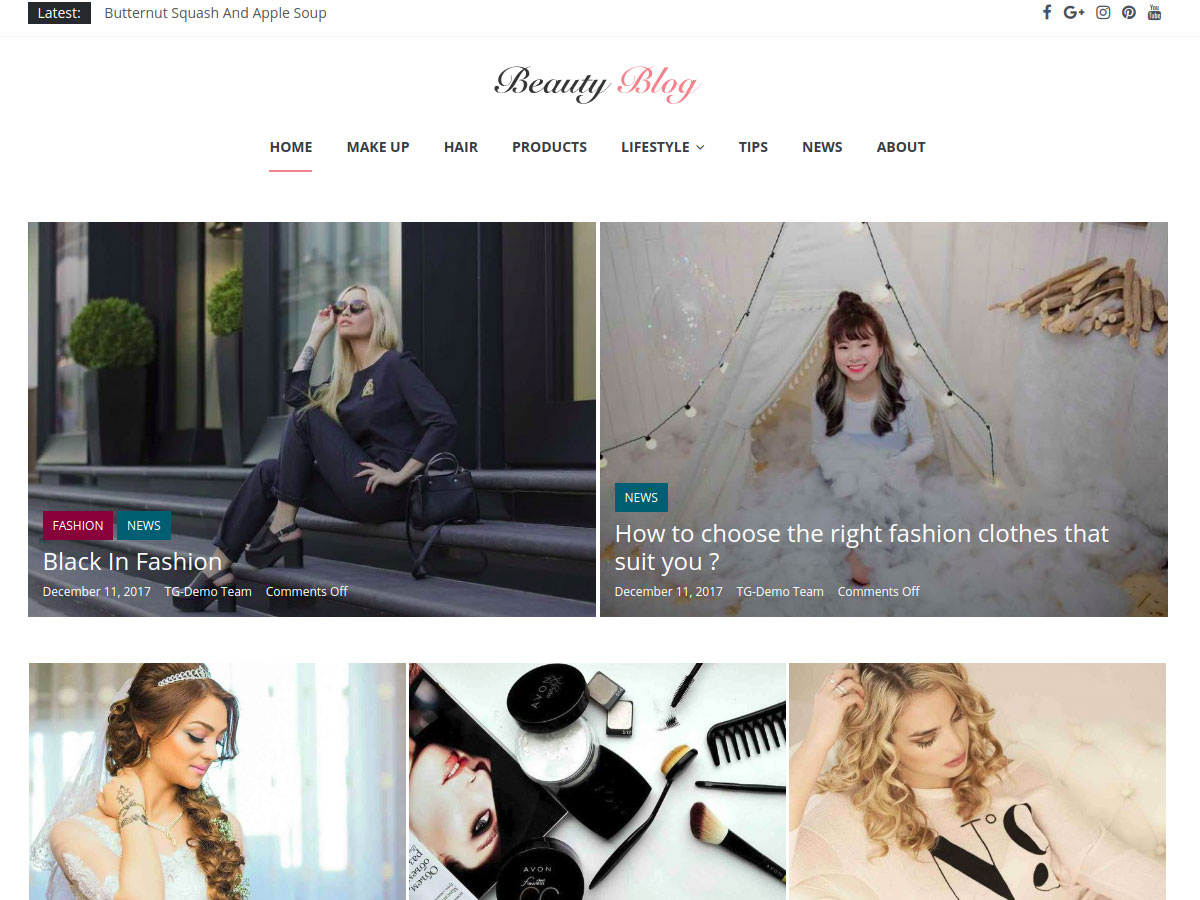 Latest: Butternut Squash And Apple Soup
Beauty Blog
HOME MAKE UP HAIR PRODUCTS LIFESTYLE TIPS NEWS ABOUT
FASHION NEWS
Black In Fashion
December 11, 2017 TG-Demo Team Comments Off
NEWS
How to choose the right fashion clothes that
suit you ?
December 11, 2017 TG-Demo Team Comments Off
AVON
AVON
N°